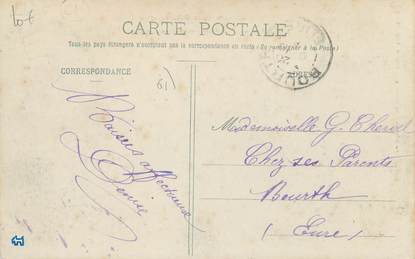 lot
CARTE POSTALE
Tous les pays étrangers n'acceptent pas la correspondance au recto (Se renseigner à la Poste)
CORRESPONDANCE
61
Baisers affectueux
Denise
Mademoiselle G.
Chez ses Parents
Bourth
(Eure)